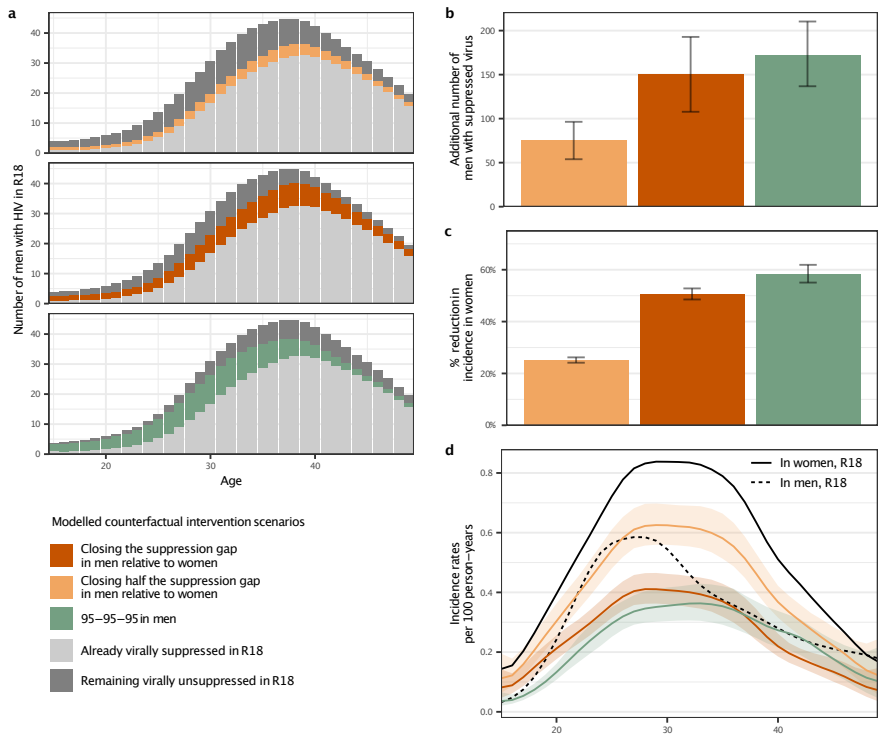 a
Number of men with HIV in R18
40
30
20
10
0
40
30
20
10
0
40
30
20
10
0
20
30
40
Age
Modelled counterfactual intervention scenarios
Closing the suppression gap
in men relative to women
Closing half the suppression gap
in men relative to women
95−95−95 in men
Already virally suppressed in R18
Remaining virally unsuppressed in R18
b
Additional number of
men with suppressed virus
200
150
100
50
0
c
% reduction in
incidence in women
60%
40%
20%
0%
d
Incidence rates
per 100 person−years
0.8
0.6
0.4
0.2
0.0
In women, R18
In men, R18
20
30
40